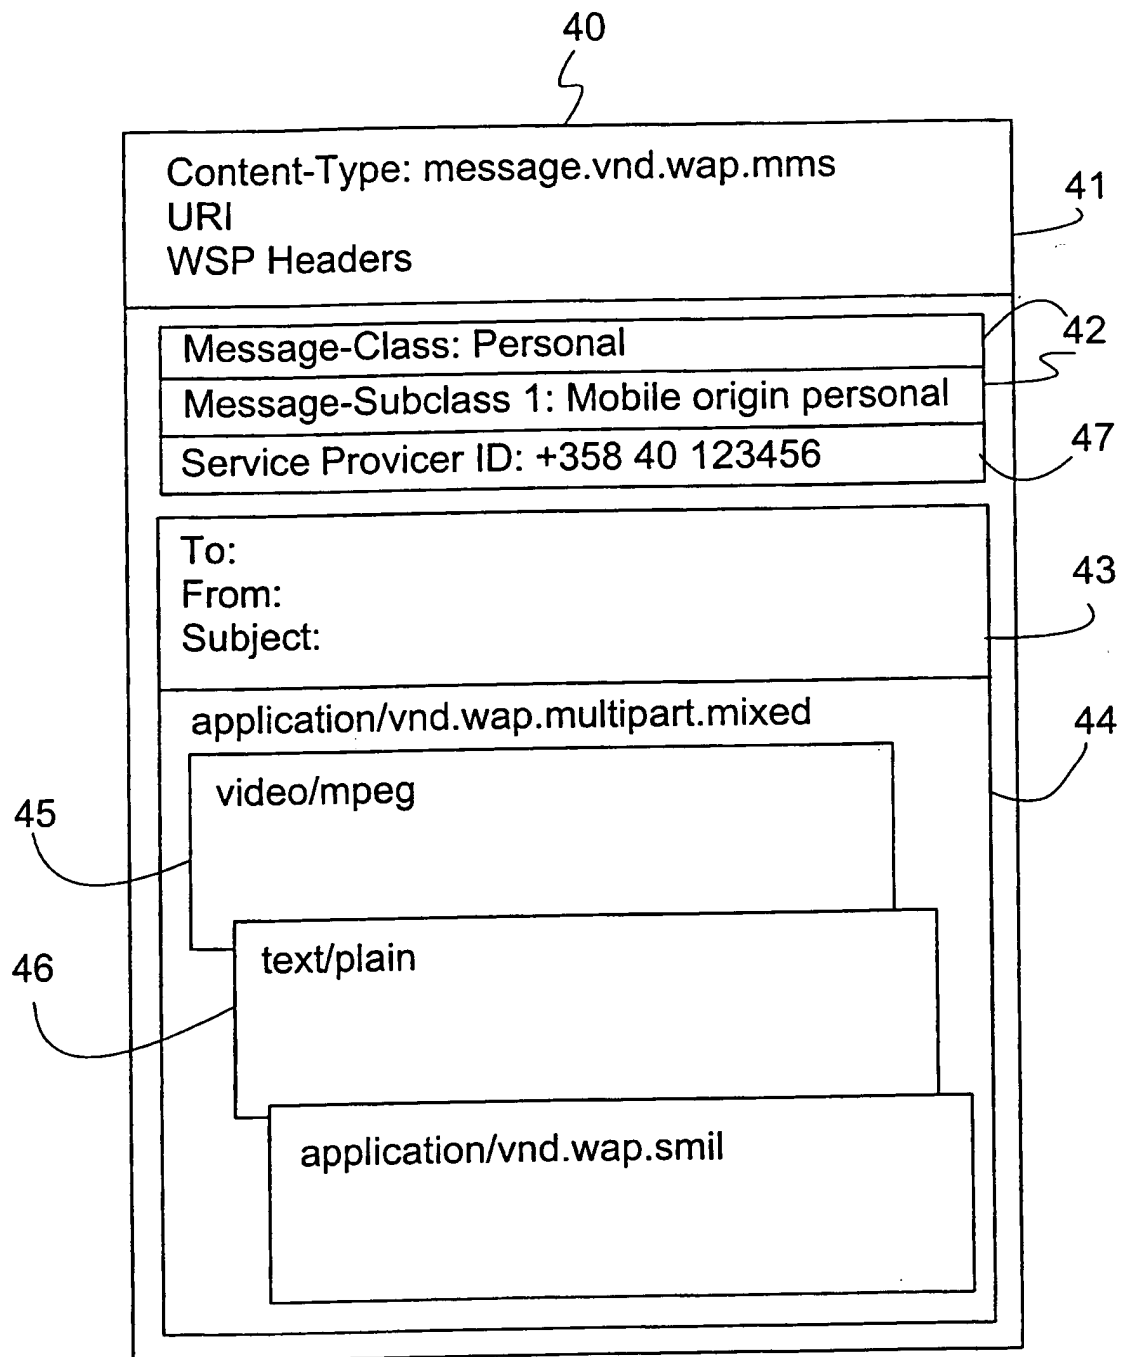 40
Content-Type: message.vnd.wap.mms
URI
WSP Headers
41
Message-Class: Personal
42
Message-Subclass 1: Mobile origin personal
Service Provicer ID: +358 40 123456
47
To:
From:
Subject:
43
application/vnd.wap.multipart.mixed
44
video/mpeg
45
text/plain
46
application/vnd.wap.smil